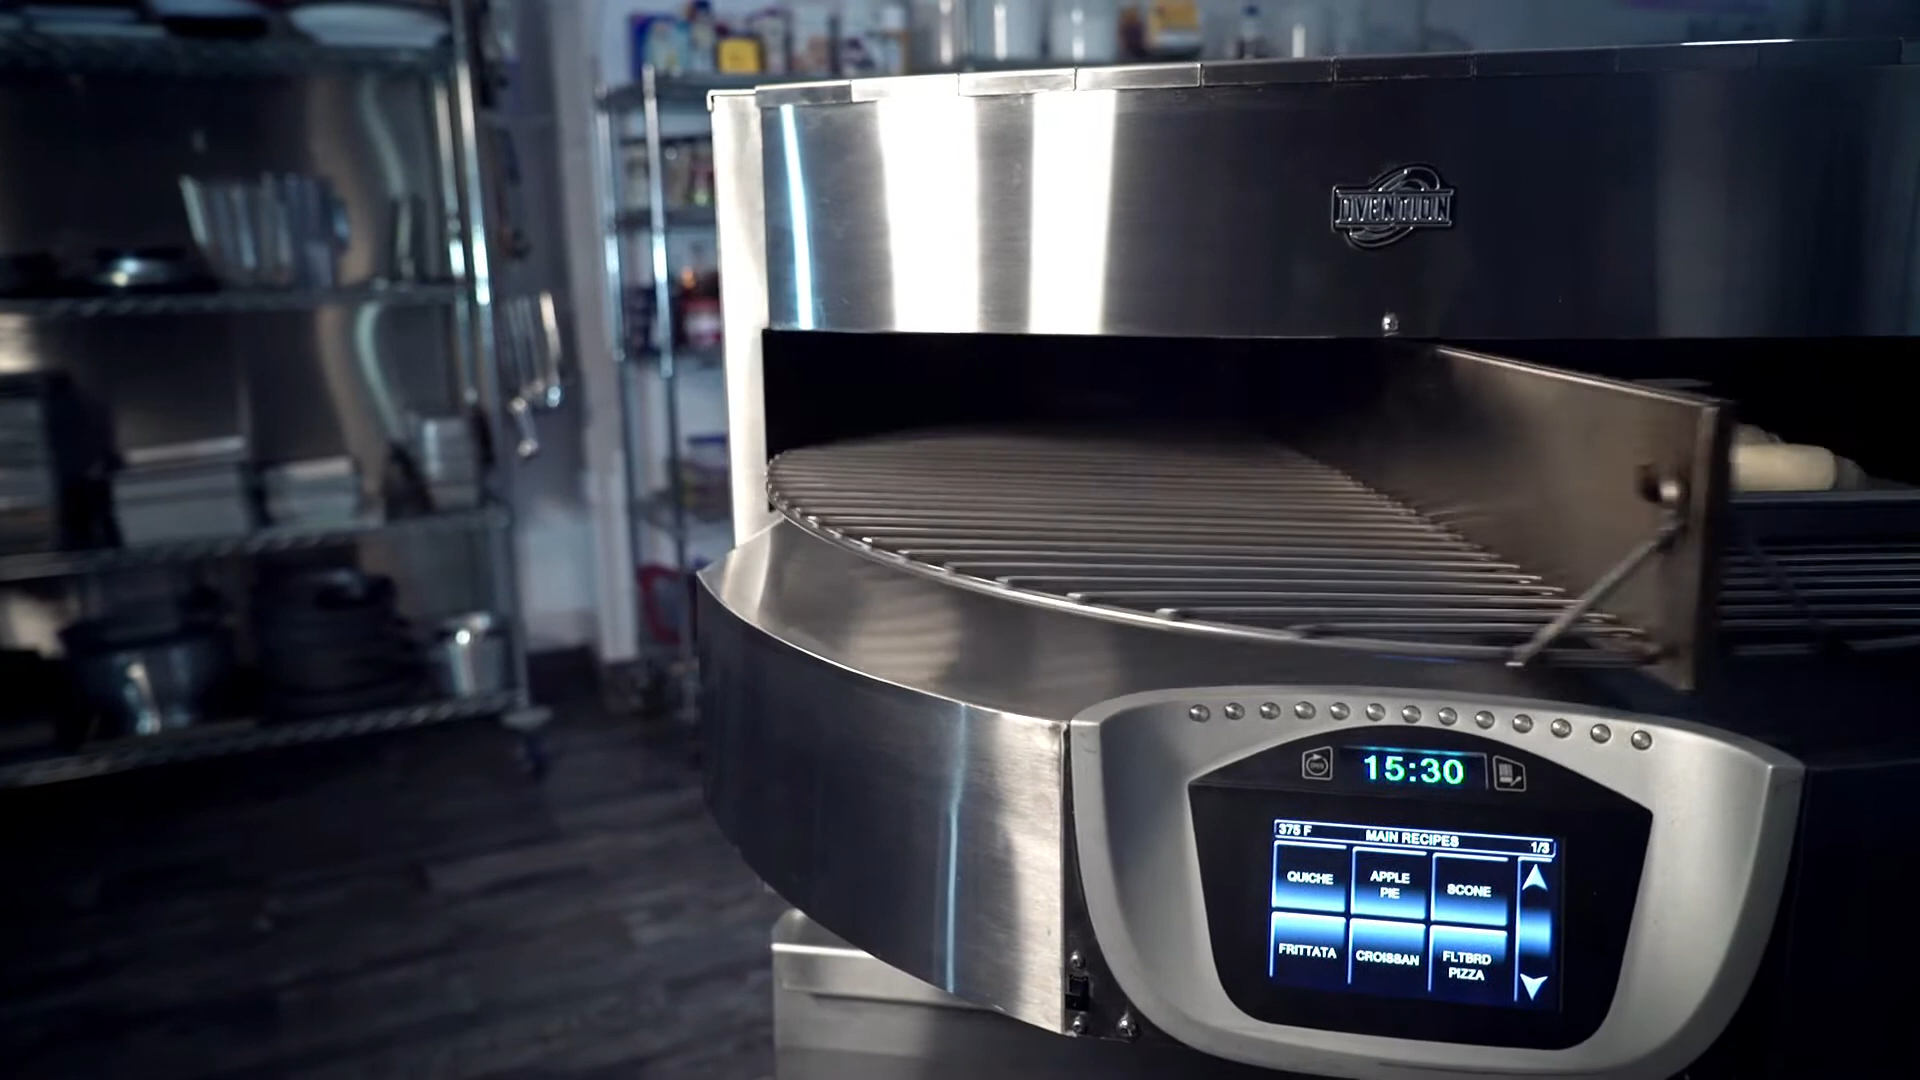 OVENTION
15:30
375 F
MAIN RECIPES
1/3
QUICHE
APPLE
PIE
SCONE
FRITTATA
CROISSAN
FLTBRD
PIZZA